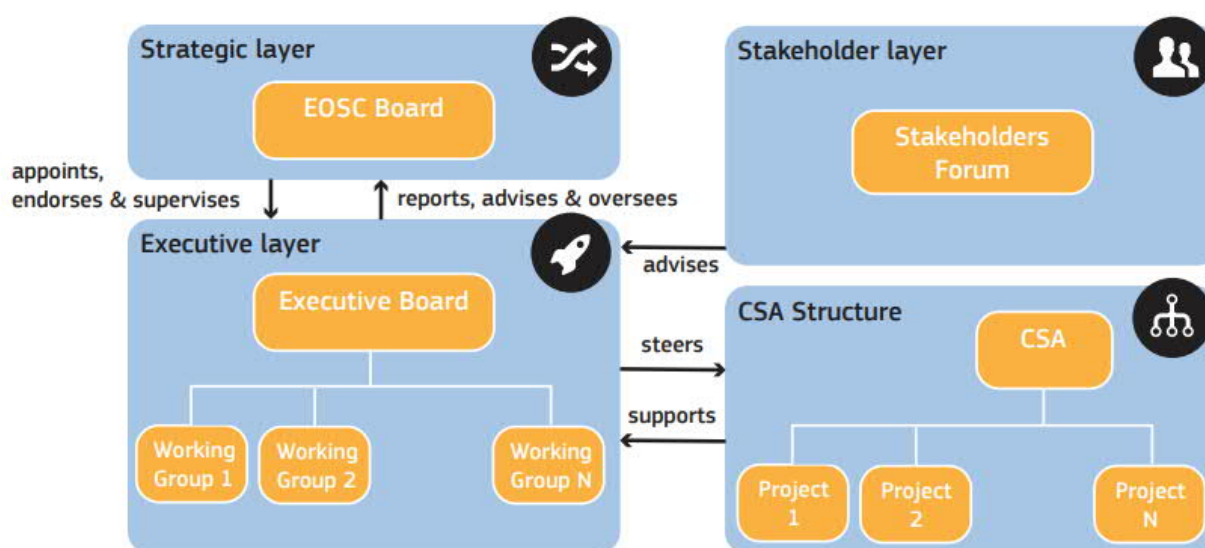 Strategic layer
EOSC Board
appoints,
endorses & supervises
reports, advises & oversees
Executive layer
Executive Board
Working
Group 1
Working
Group 2
Working
Group N
Stakeholder layer
Stakeholders
Forum
advises
steers
supports
CSA Structure
CSA
Project
1
Project
2
Project
N